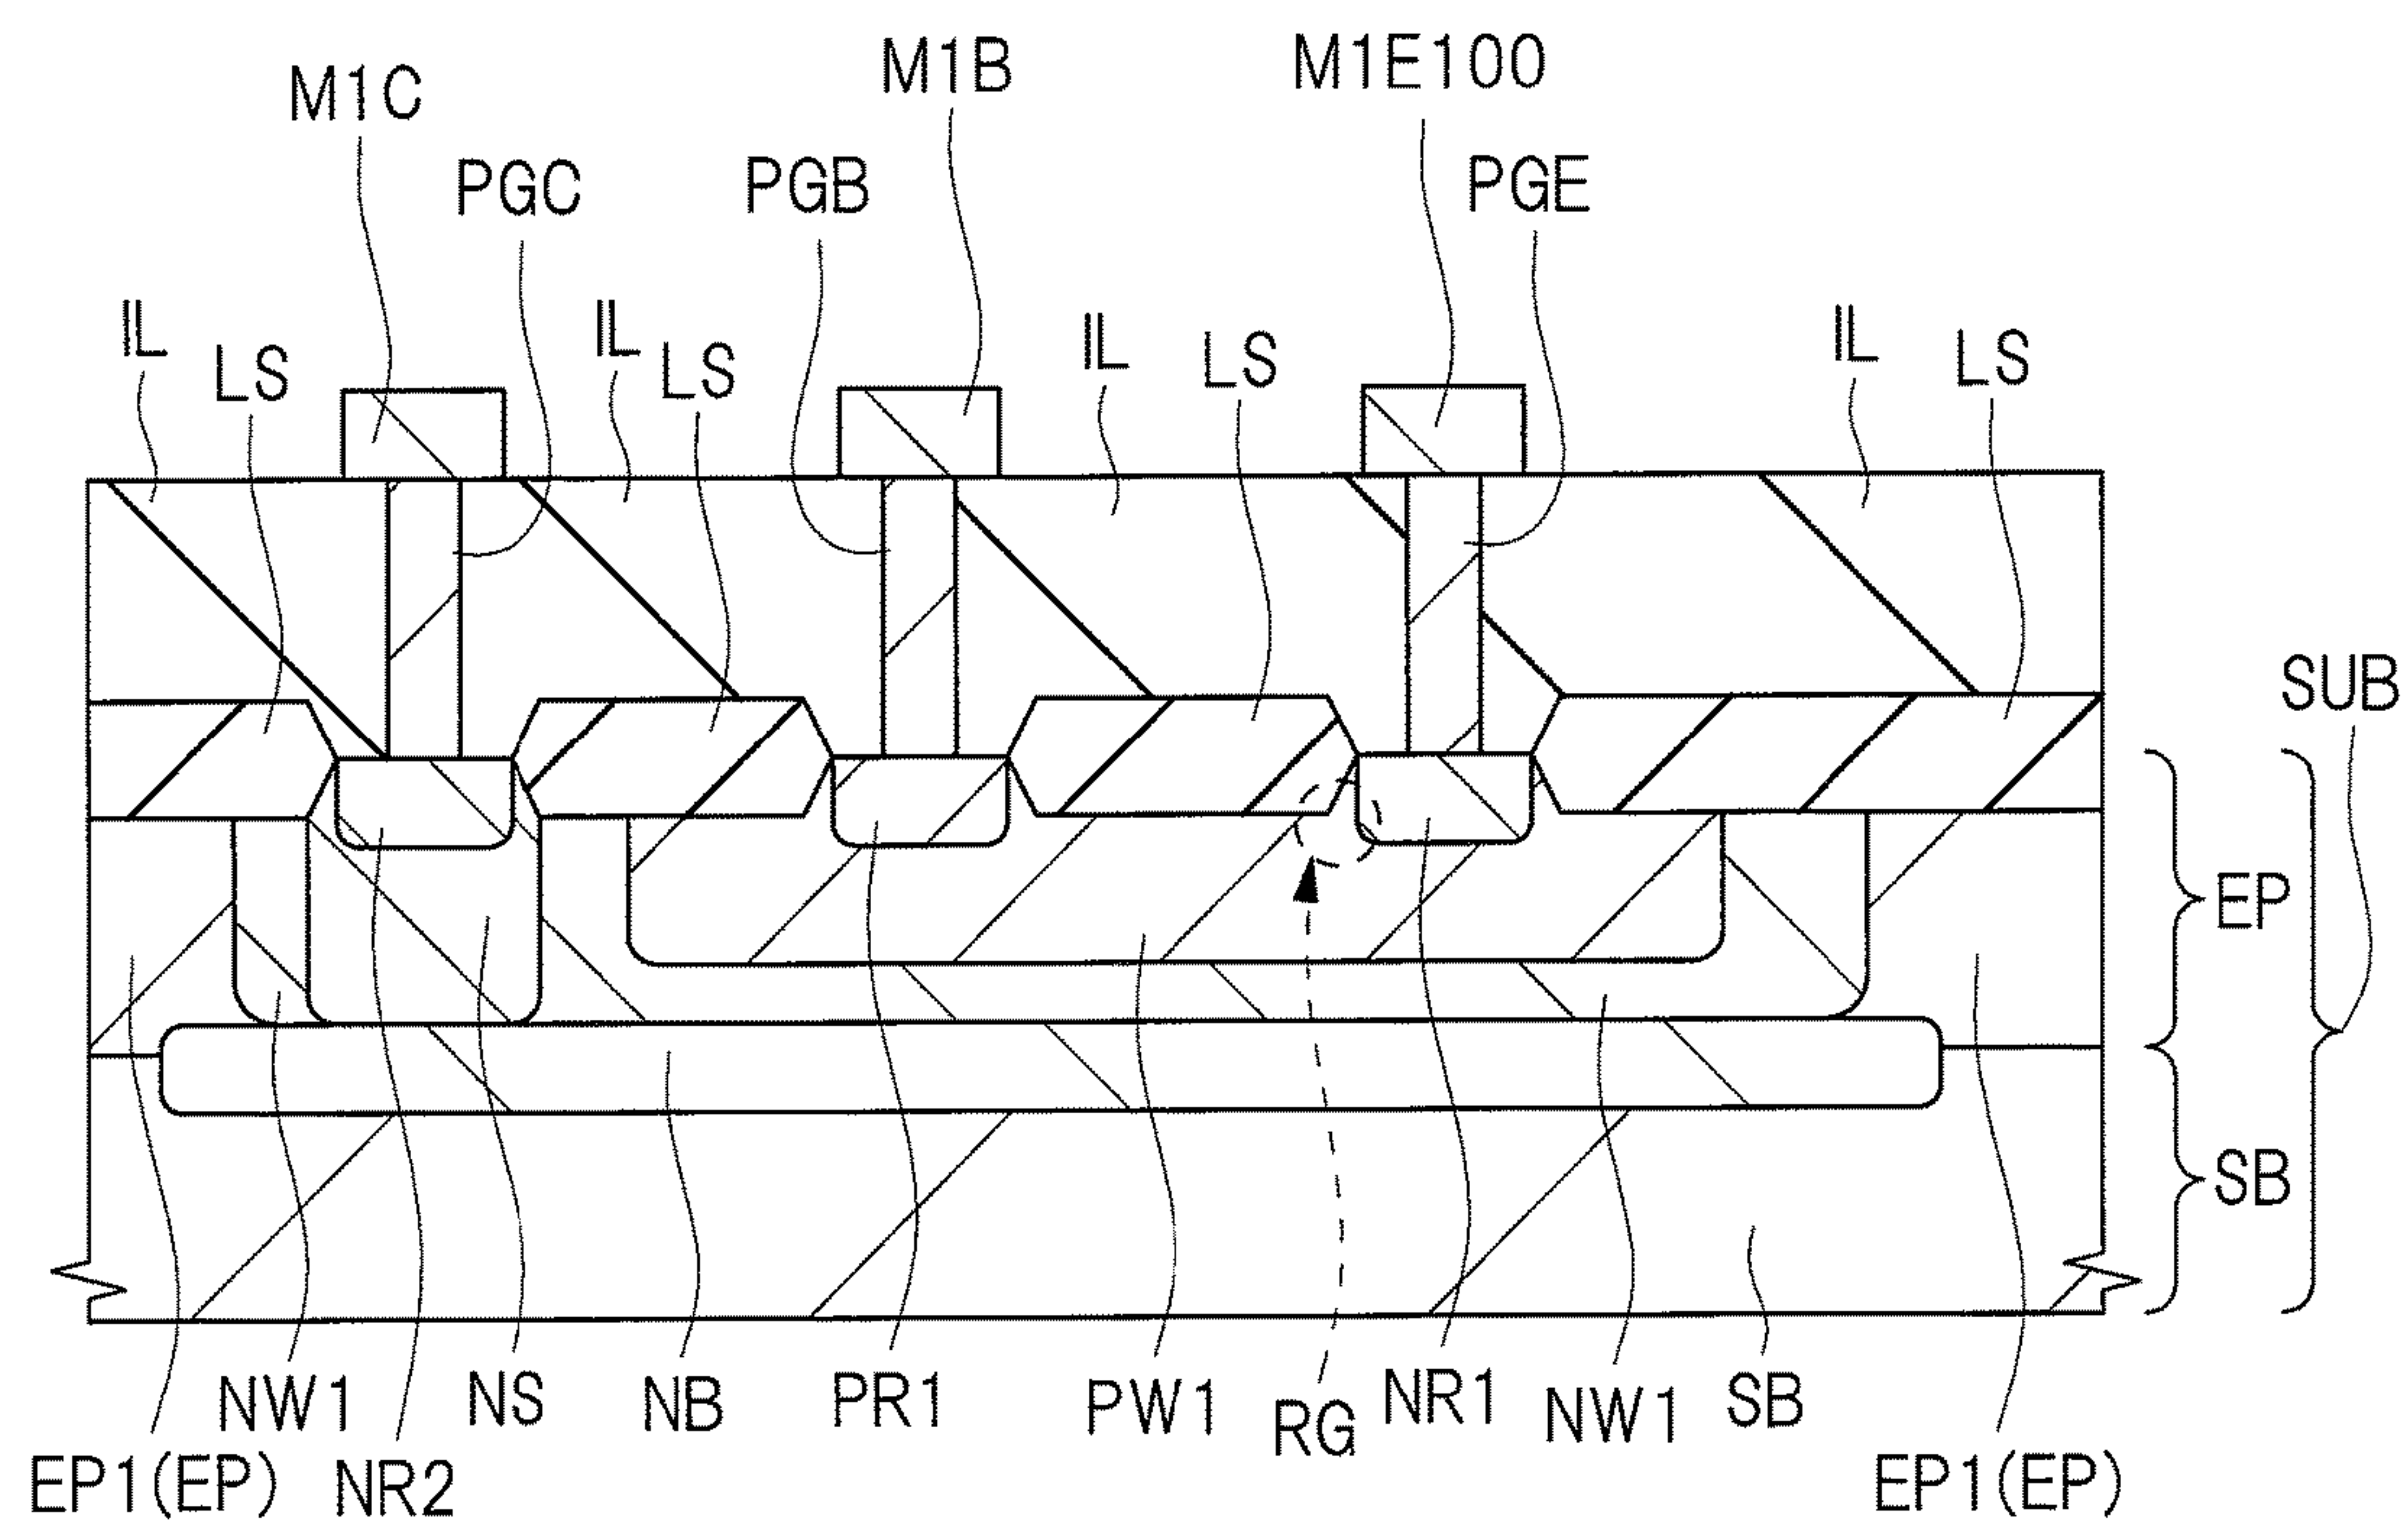 M1C
M1B
M1E100
PGC
PGB
PGE
IL
LS
IL
LS
IL
LS
IL
LS
SUB
EP
SB
NW1
NS
NB
PR1
PW1
RG
NR1
NW1
SB
EP1(EP)
NR2
EP1(EP)